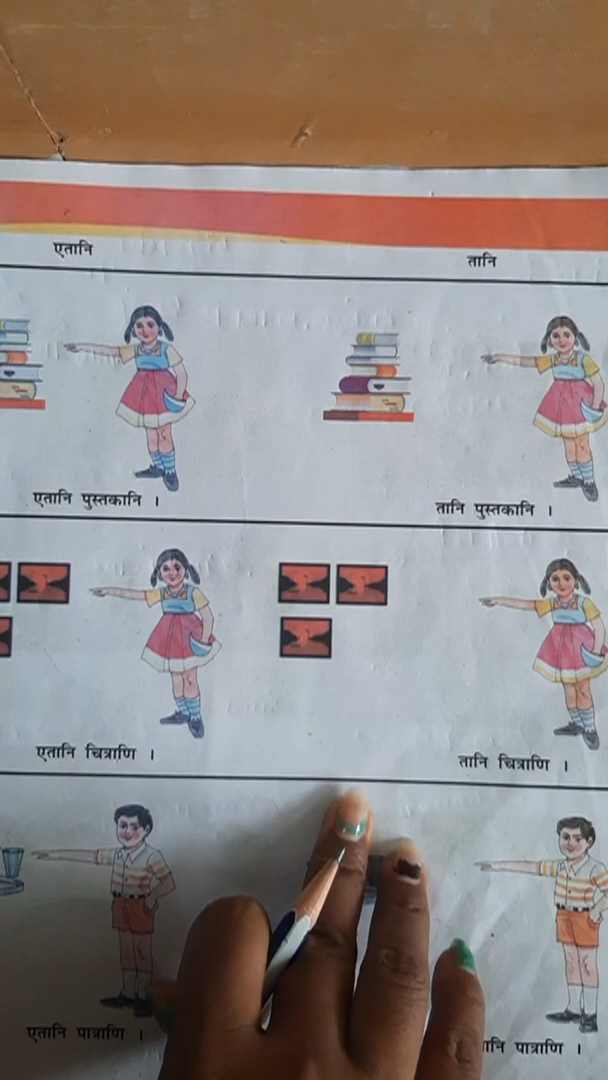 एतानि
तानि
एतानि पुस्तकानि ।
तानि पुस्तकानि ।
एतानि चित्राणि ।
तानि चित्राणि ।
एतानि पात्राणि ।
पात्राणि ।